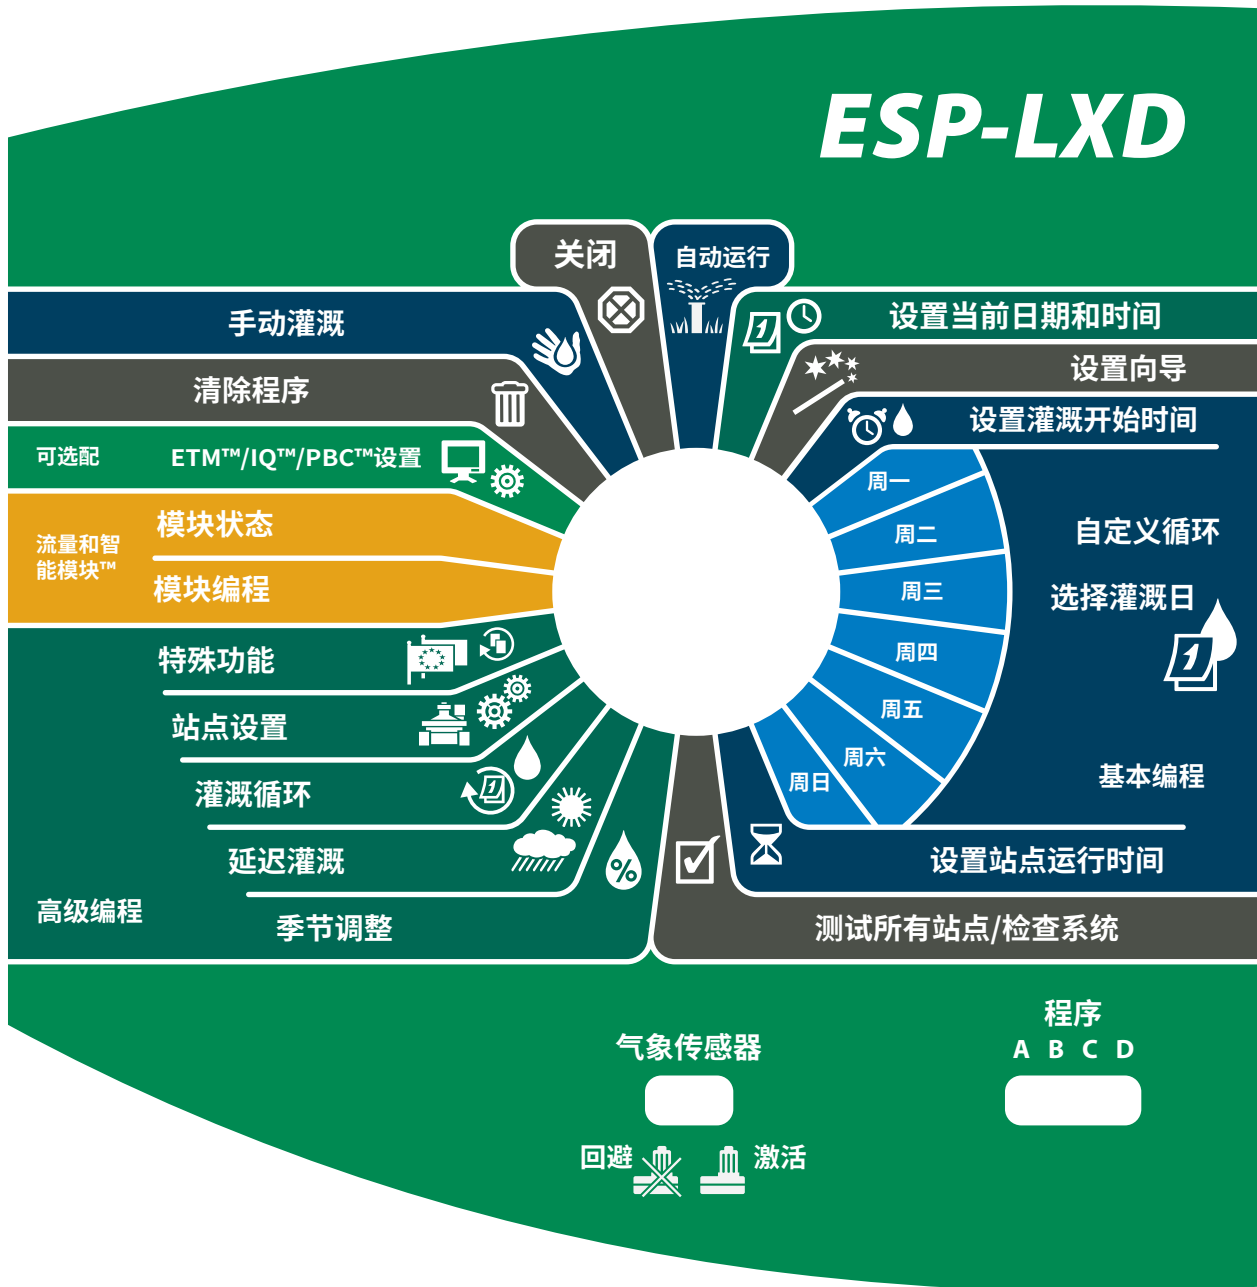 ESP-LXD
关闭
自动运行
手动灌溉
设置当前日期和时间
清除程序
设置向导
可选配
ETM™/IQ™/PBC™设置
设置灌溉开始时间
周一
模块状态
流量和智
能模块™
周二
自定义循环
模块编程
周三
选择灌溉日
1
特殊功能
周四
站点设置
周五
灌溉循环
周六
周日
基本编程
延迟灌溉
设置站点运行时间
高级编程
%
季节调整
测试所有站点/检查系统
气象传感器
程序
A B C D
回避
激活